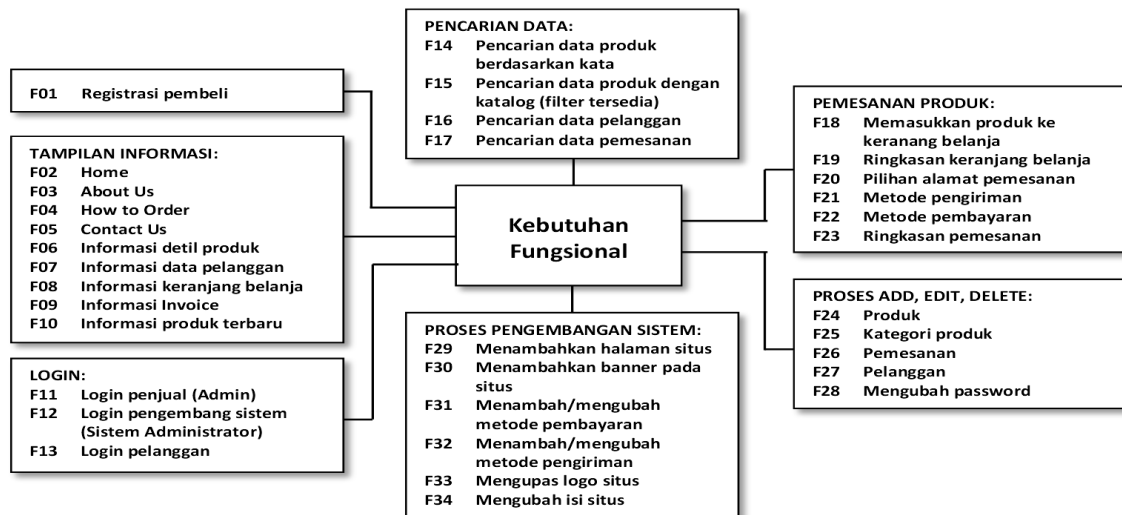 F01 Registrasi pembeli
TAMPILAN INFORMASI:
F02 Home
F03 About Us
F04 How to Order
F05 Contact Us
F06 Informasi detil produk
F07 Informasi data pelanggan
F08 Informasi keranjang belanja
F09 Informasi Invoice
F10 Informasi produk terbaru
LOGIN:
F11 Login penjual (Admin)
F12 Login pengembang sistem
(Sistem Administrator)
F13 Login pelanggan
PENCARIAN DATA:
F14 Pencarian data produk
berdasarkan kata
F15 Pencarian data produk dengan
katalog (filter tersedia)
F16 Pencarian data pelanggan
F17 Pencarian data pemesanan
Kebutuhan
Fungsional
PROSES PENGEMBANGAN SISTEM:
F29 Menambahkan halaman situs
F30 Menambahkan banner pada
situs
F31 Menambah/mengubah
metode pembayaran
F32 Menambah/mengubah
metode pengiriman
F33 Mengupas logo situs
F34 Mengubah isi situs
PEMESANAN PRODUK:
F18 Memasukkan produk ke
keranang belanja
F19 Ringkasan keranjang belanja
F20 Pilihan alamat pemesanan
F21 Metode pengiriman
F22 Metode pembayaran
F23 Ringkasan pemesanan
PROSES ADD, EDIT, DELETE:
F24 Produk
F25 Kategori produk
F26 Pemesanan
F27 Pelanggan
F28 Mengubah password